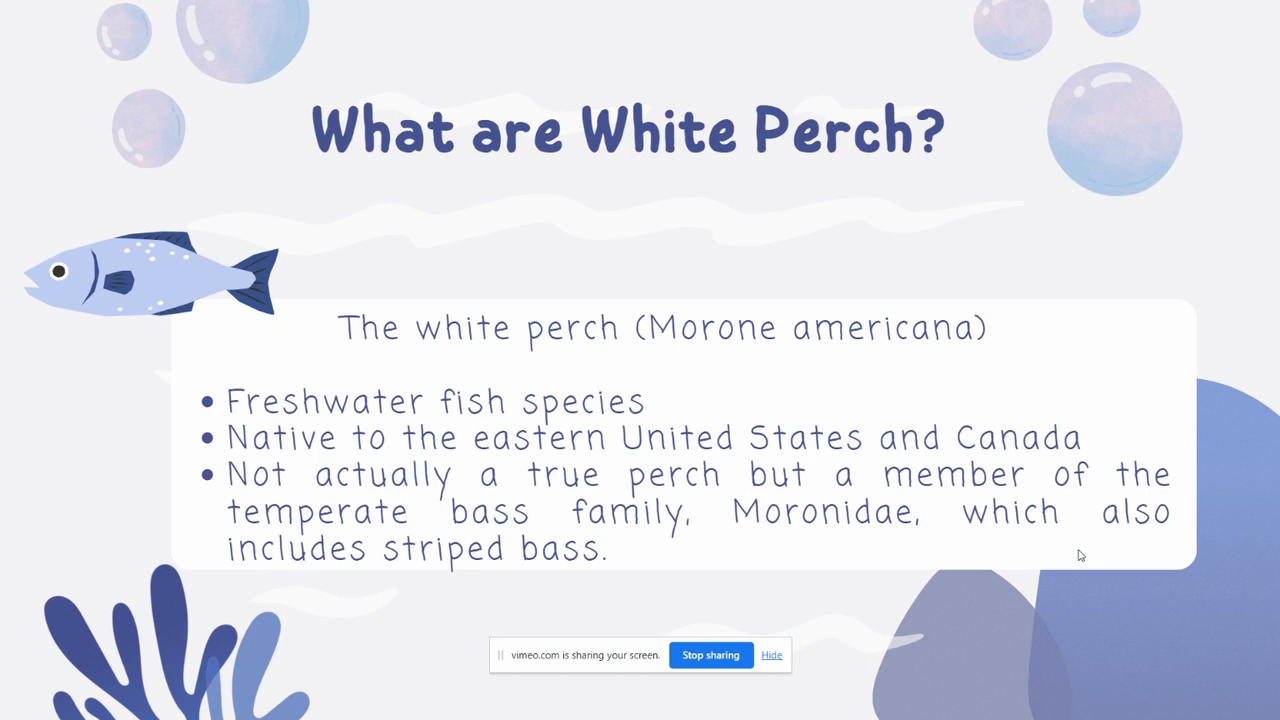 What are White Perch?
The white perch (Morone americana)
• Freshwater fish species
• Native to the eastern United States and Canada
• Not actually a true perch but a member of the
temperate bass family, Moronidae, which also
includes striped bass.
vimeo.com is sharing your screen. Stop sharing Hide